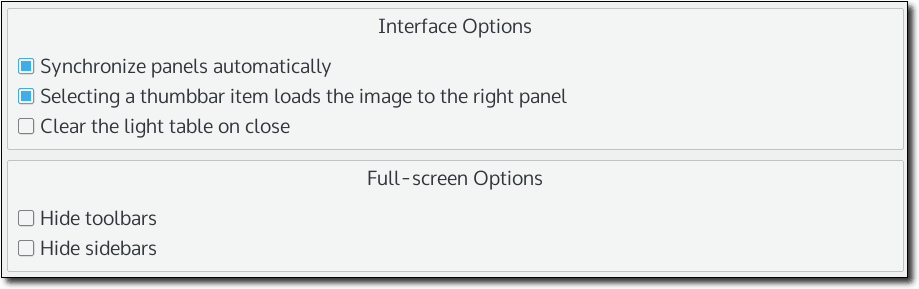 Interface Options
Synchronize panels automatically
Selecting a thumbbar item loads the image to the right panel
Clear the light table on close
Full-screen Options
Hide toolbars
Hide sidebars